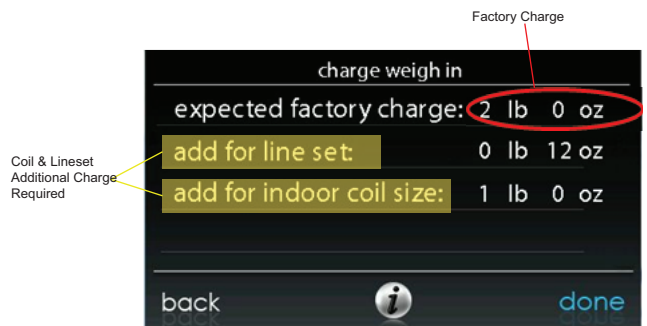 Factory Charge
charge weigh in
expected factory charge: 2 lb 0 oz
add for line set: 0 lb 12 oz
Coil & Lineset
Additional Charge
Required
add for indoor coil size: 1 lb 0 oz
back i done